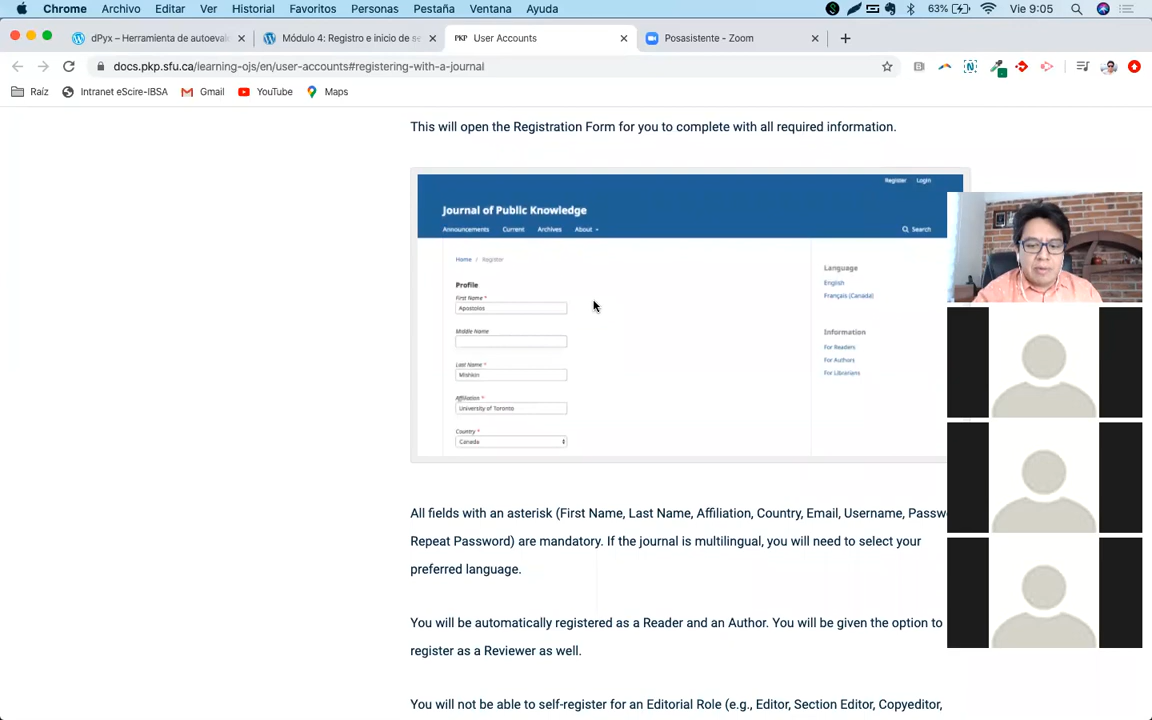 Chrome Archivo Editar Ver Historial Favoritos Personas Pestaña Ventana Ayuda 63% Vie 9:05
dPyx – Herramienta de autoeval Módulo 4: Registro e inicio de se PKP User Accounts Posasistente - Zoom
docs.pkp.sfu.ca/learning-ojs/en/user-accounts#registering-with-a-journal
Raíz Intranet eScire-IBSA Gmail YouTube Maps
This will open the Registration Form for you to complete with all required information.
Register Login
Journal of Public Knowledge
Announcements Current Archives About Search
Home / Register
Profile
First Name *
Apostolos
Middle Name
Last Name *
Mishkin
Affiliation *
University of Toronto
Country *
Canada
Language
English
Français (Canada)
Information
For Readers
For Authors
For Librarians
All fields with an asterisk (First Name, Last Name, Affiliation, Country, Email, Username, Passwo
Repeat Password) are mandatory. If the journal is multilingual, you will need to select your
preferred language.
You will be automatically registered as a Reader and an Author. You will be given the option to
register as a Reviewer as well.
You will not be able to self-register for an Editorial Role (e.g., Editor, Section Editor, Copyeditor,